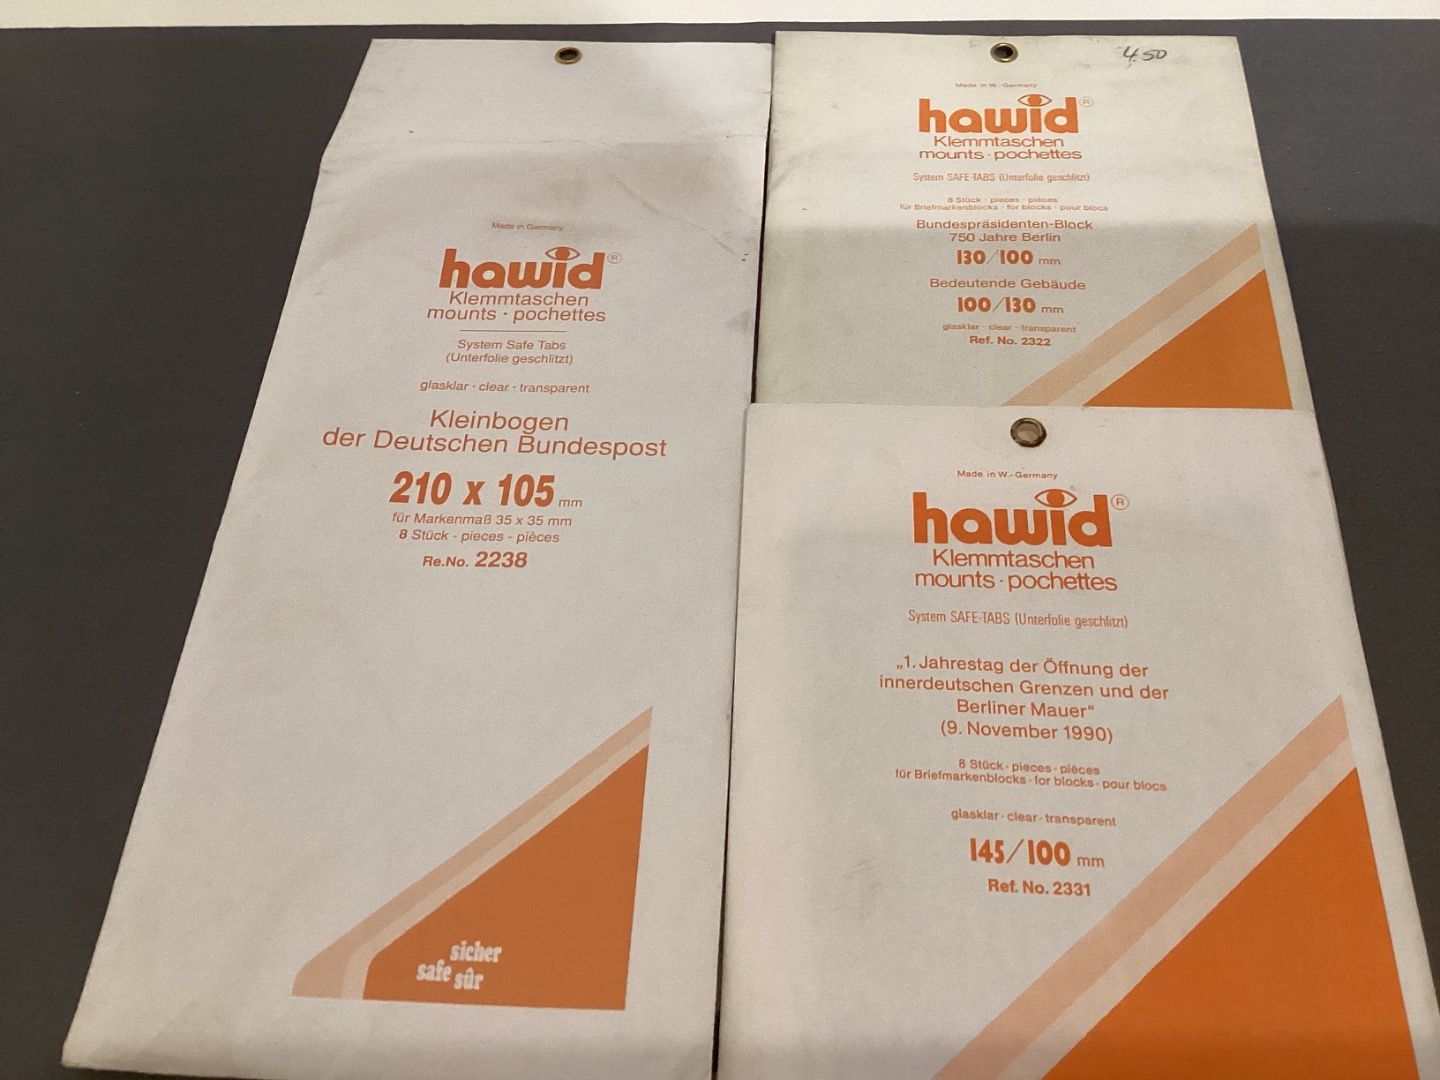 Made in Germany
hawid®
Klemmtaschen
mounts · pochettes
System Safe Tabs
(Unterfolie geschlitzt)
glasklar · clear · transparent
Kleinbogen
der Deutschen Bundespost
210 x 105 mm
für Markenmaß 35 x 35 mm
8 Stück - pieces - pièces
Re.No. 2238
sicher
safe sûr
4.50
Made in W.-Germany
hawid®
Klemmtaschen
mounts · pochettes
System SAFE-TABS (Unterfolie geschlitzt)
8 Stück · pieces · pièces
für Briefmarkenblocks · for blocks · pour blocs
Bundespräsidenten-Block
750 Jahre Berlin
130/100 mm
Bedeutende Gebäude
100/130 mm
glasklar · clear · transparent
Ref. No. 2322
Made in W.-Germany
hawid®
Klemmtaschen
mounts · pochettes
System SAFE-TABS (Unterfolie geschlitzt)
„1. Jahrestag der Öffnung der
innerdeutschen Grenzen und der
Berliner Mauer“
(9. November 1990)
8 Stück · pieces · pièces
für Briefmarkenblocks · for blocks · pour blocs
glasklar · clear · transparent
145/100 mm
Ref. No. 2331